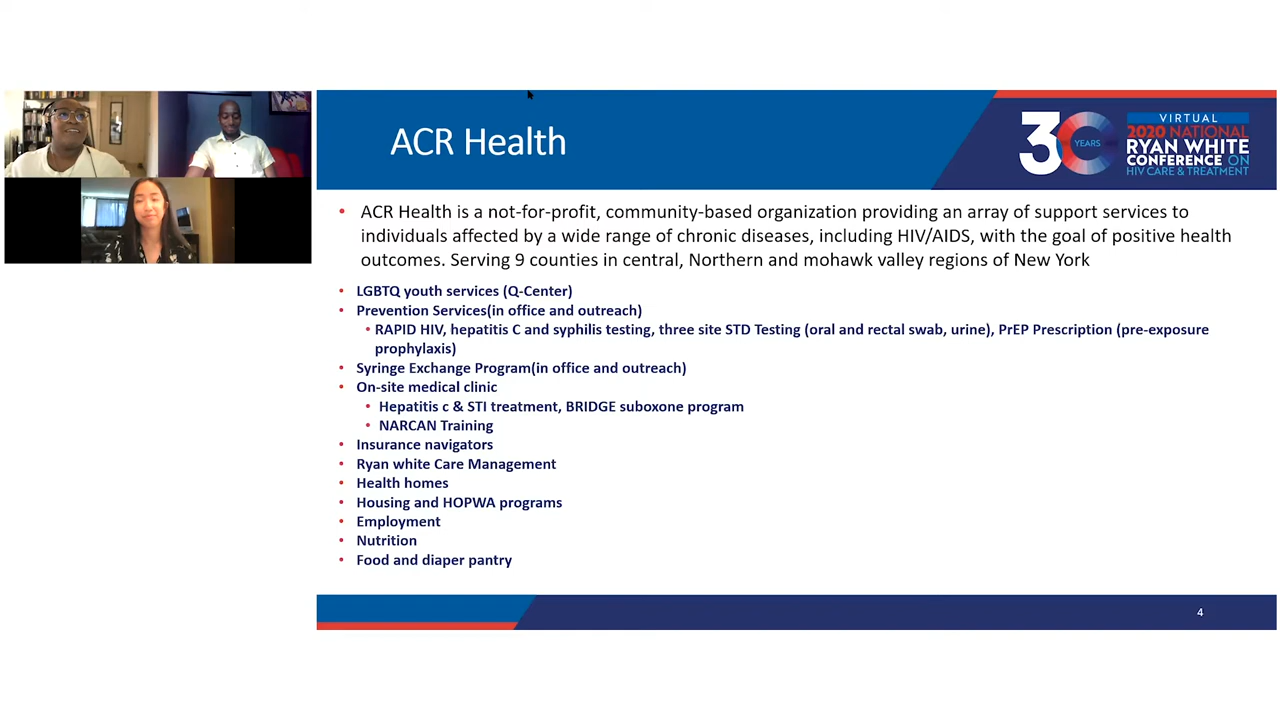 ACR Health
30
YEARS
VIRTUAL
2020 NATIONAL
RYAN WHITE
CONFERENCE ON
HIV CARE & TREATMENT
• ACR Health is a not-for-profit, community-based organization providing an array of support services to
individuals affected by a wide range of chronic diseases, including HIV/AIDS, with the goal of positive health
outcomes. Serving 9 counties in central, Northern and mohawk valley regions of New York
• LGBTQ youth services (Q-Center)
• Prevention Services(in office and outreach)
• RAPID HIV, hepatitis C and syphilis testing, three site STD Testing (oral and rectal swab, urine), PrEP Prescription (pre-exposure
prophylaxis)
• Syringe Exchange Program(in office and outreach)
• On-site medical clinic
• Hepatitis c & STI treatment, BRIDGE suboxone program
• NARCAN Training
• Insurance navigators
• Ryan white Care Management
• Health homes
• Housing and HOPWA programs
• Employment
• Nutrition
• Food and diaper pantry
4